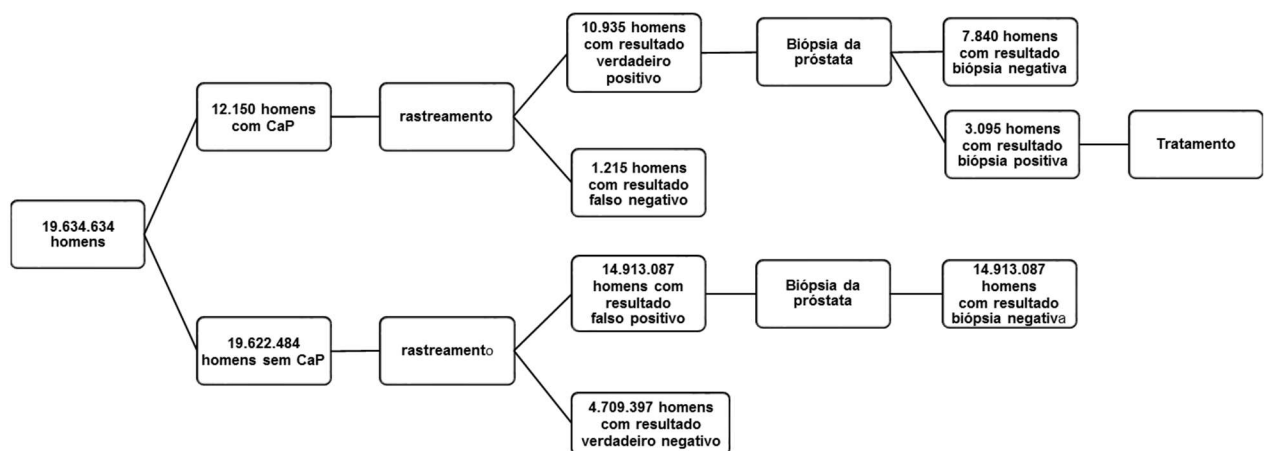 19.634.634
homens
12.150 homens
com CaP
rastreamento
10.935 homens
com resultado
verdadeiro
positivo
Biópsia da
próstata
7.840 homens
com resultado
biópsia negativa
3.095 homens
com resultado
biópsia positiva
Tratamento
1.215 homens
com resultado
falso negativo
19.622.484
homens sem CaP
rastreamento
14.913.087
homens com
resultado
falso positivo
Biópsia da
próstata
14.913.087
homens
com resultado
biópsia negativa
4.709.397 homens
com resultado
verdadeiro negativo